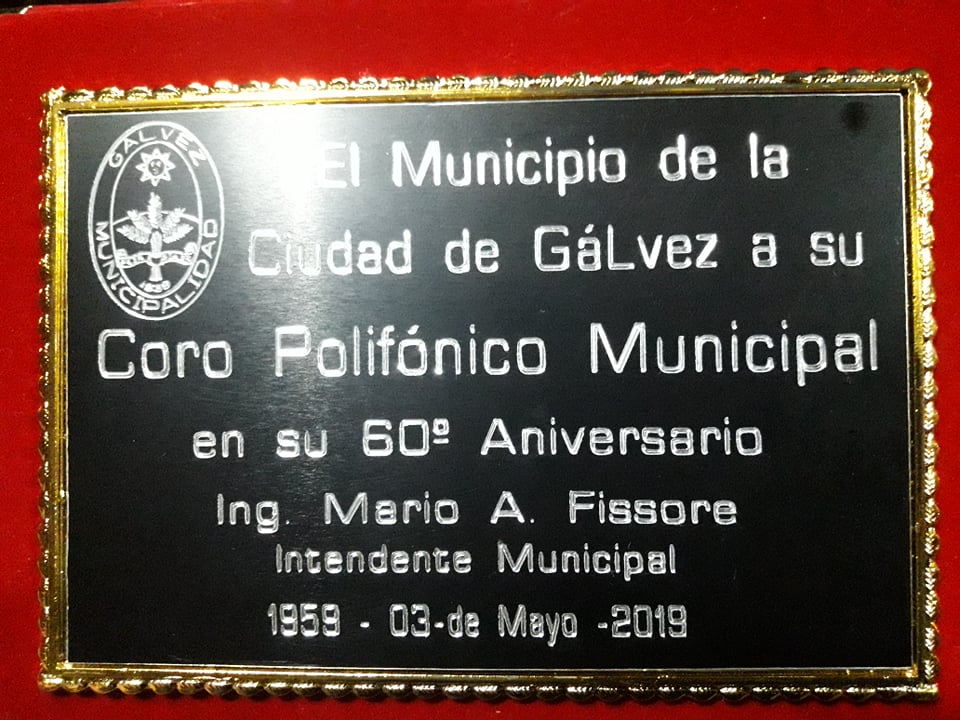 GALVEZ
MUNICIPALIDAD
El Municipio de la
Ciudad de GáLvez a su
Coro Polifónico Municipal
en su 60º Aniversario
Ing. Mario A. Fissore
Intendente Municipal
1959 - 03-de Mayo -2019